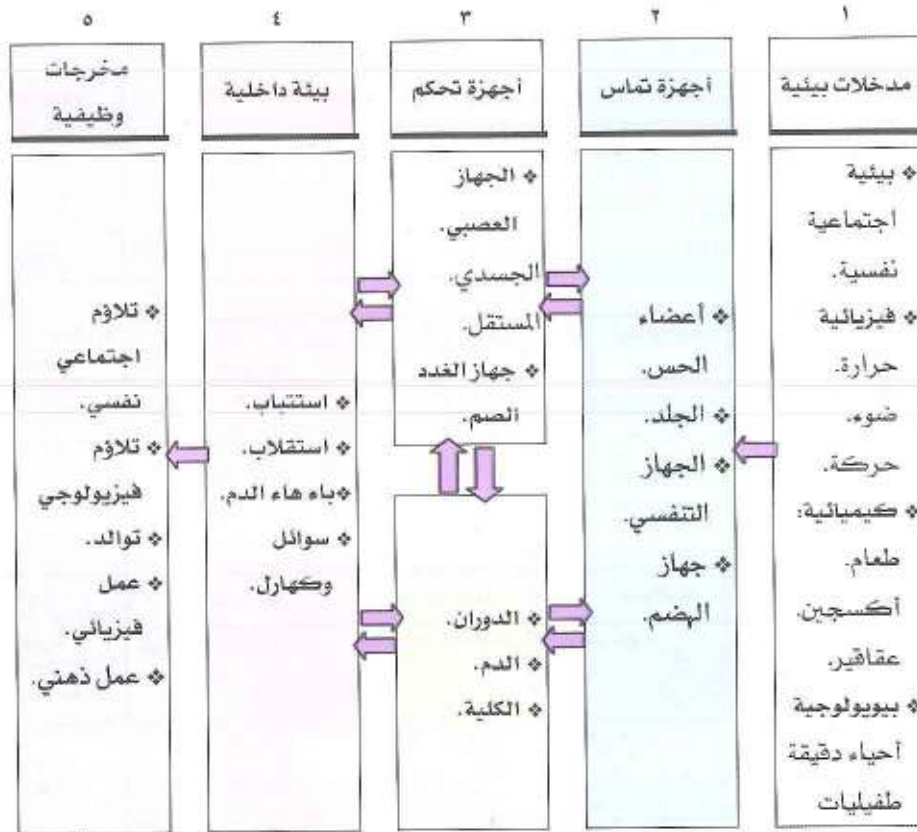 ١
مدخلات بيئية
❖ بيئية
أجتماعية
نفسية.
❖ فيزيائية
حرارة.
ضوء.
حركة.
❖ كيميائية:
طعام.
أكسجين.
عقاقير.
❖ بيويولوجية
أحياء دقيقة
طفيليات
٢
أجهزة تماس
❖ أعضاء
الحس.
❖ الجلد.
❖ الجهاز
التنفسي.
❖ جهاز
الهضم.
٣
أجهزة تحكم
❖ الجهاز
العصبي.
الجسدي.
المستقل.
❖ جهاز الغدد
الصم.
❖ الدوران.
❖ الدم.
❖ الكلية.
٤
بيئة داخلية
❖ استتباب.
❖ استقلاب.
❖ باء هاء الدم.
❖ سوائل
وكهارل.
٥
مخرجات
وظيفية
❖ تلاؤم
اجتماعي
نفسي.
❖ تلاؤم
فيزيولوجي
❖ توالد.
❖ عمل
فيزيائي.
❖ عمل ذهني.